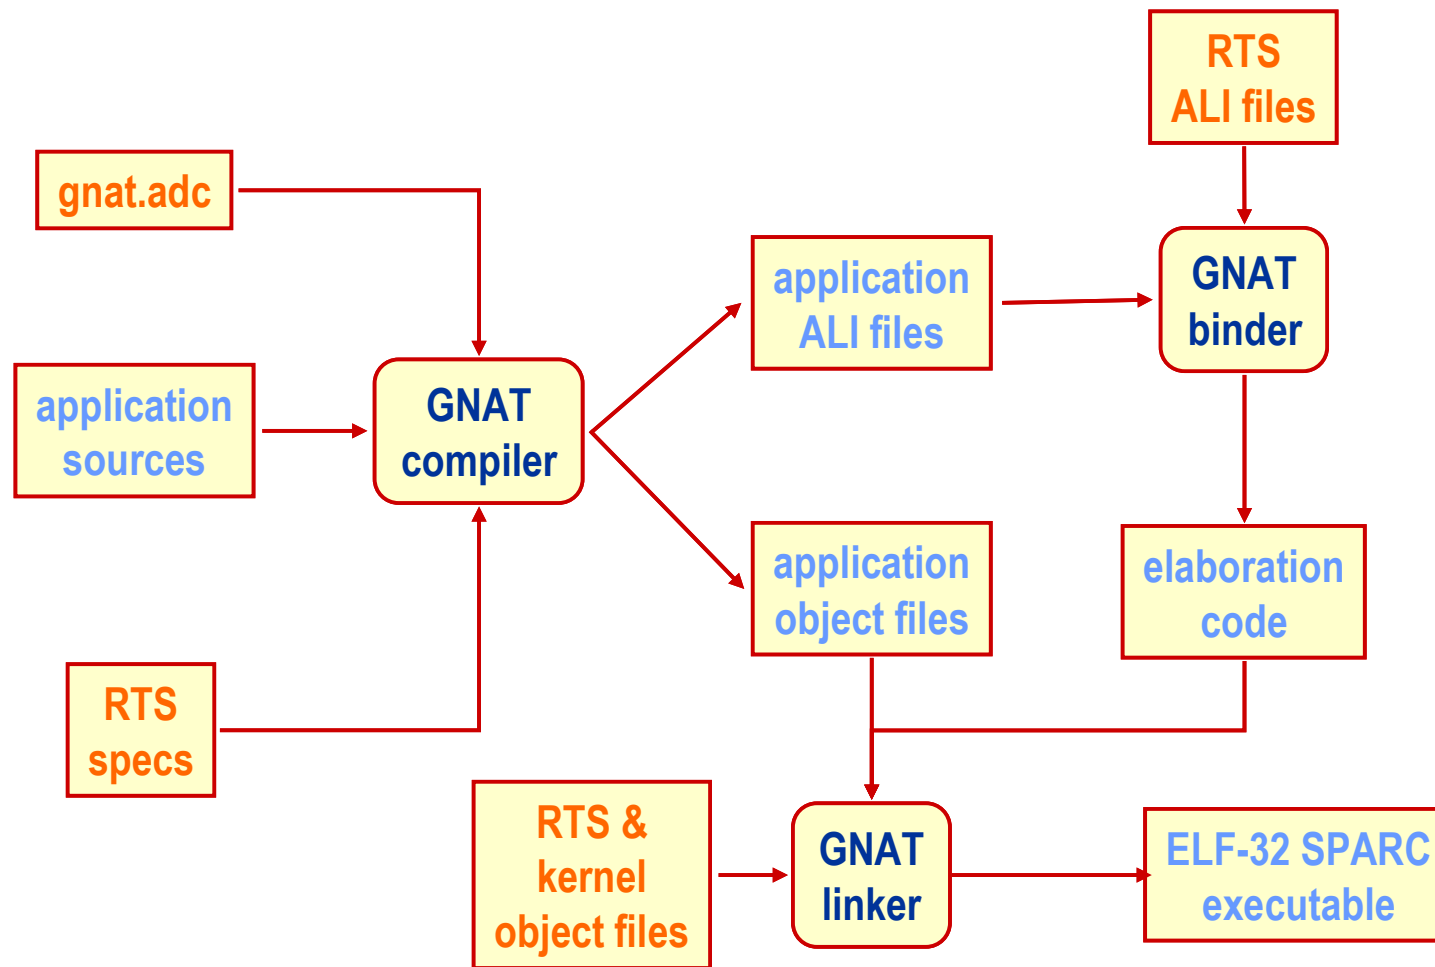 RTS
ALI files
gnat.adc
application
ALI files
GNAT
binder
application
sources
GNAT
compiler
application
object files
elaboration
code
RTS
specs
RTS &
kernel
object files
GNAT
linker
ELF-32 SPARC
executable